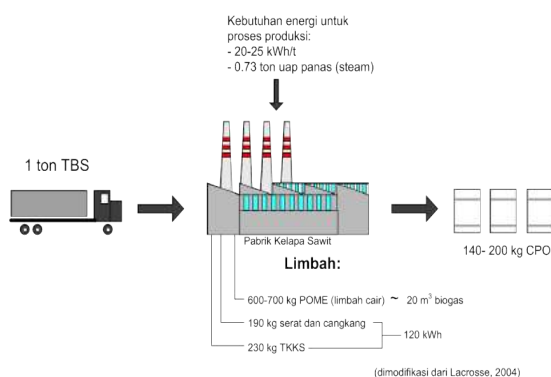 Kebutuhan energi untuk
proses produksi:
- 20-25 kWh/t
- 0.73 ton uap panas (steam)
1 ton TBS
Pabrik Kelapa Sawit
140- 200 kg CPO
Limbah:
600-700 kg POME (limbah cair) ~ 20 m³ biogas
190 kg serat dan cangkang
120 kWh
230 kg TKKS
(dimodifikasi dari Lacrosse, 2004)